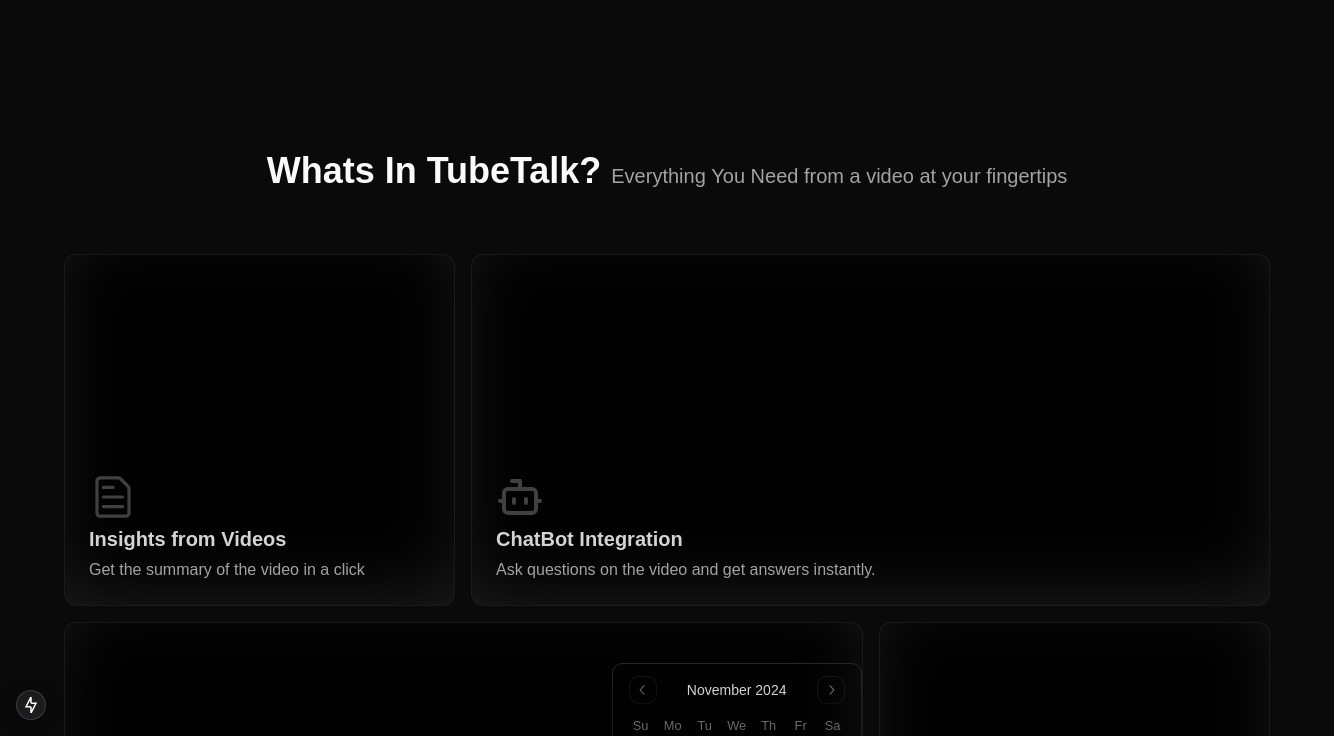 Whats In TubeTalk? Everything You Need from a video at your fingertips
Insights from Videos
Get the summary of the video in a click
ChatBot Integration
Ask questions on the video and get answers instantly.
November 2024
Su Mo Tu We Th Fr Sa